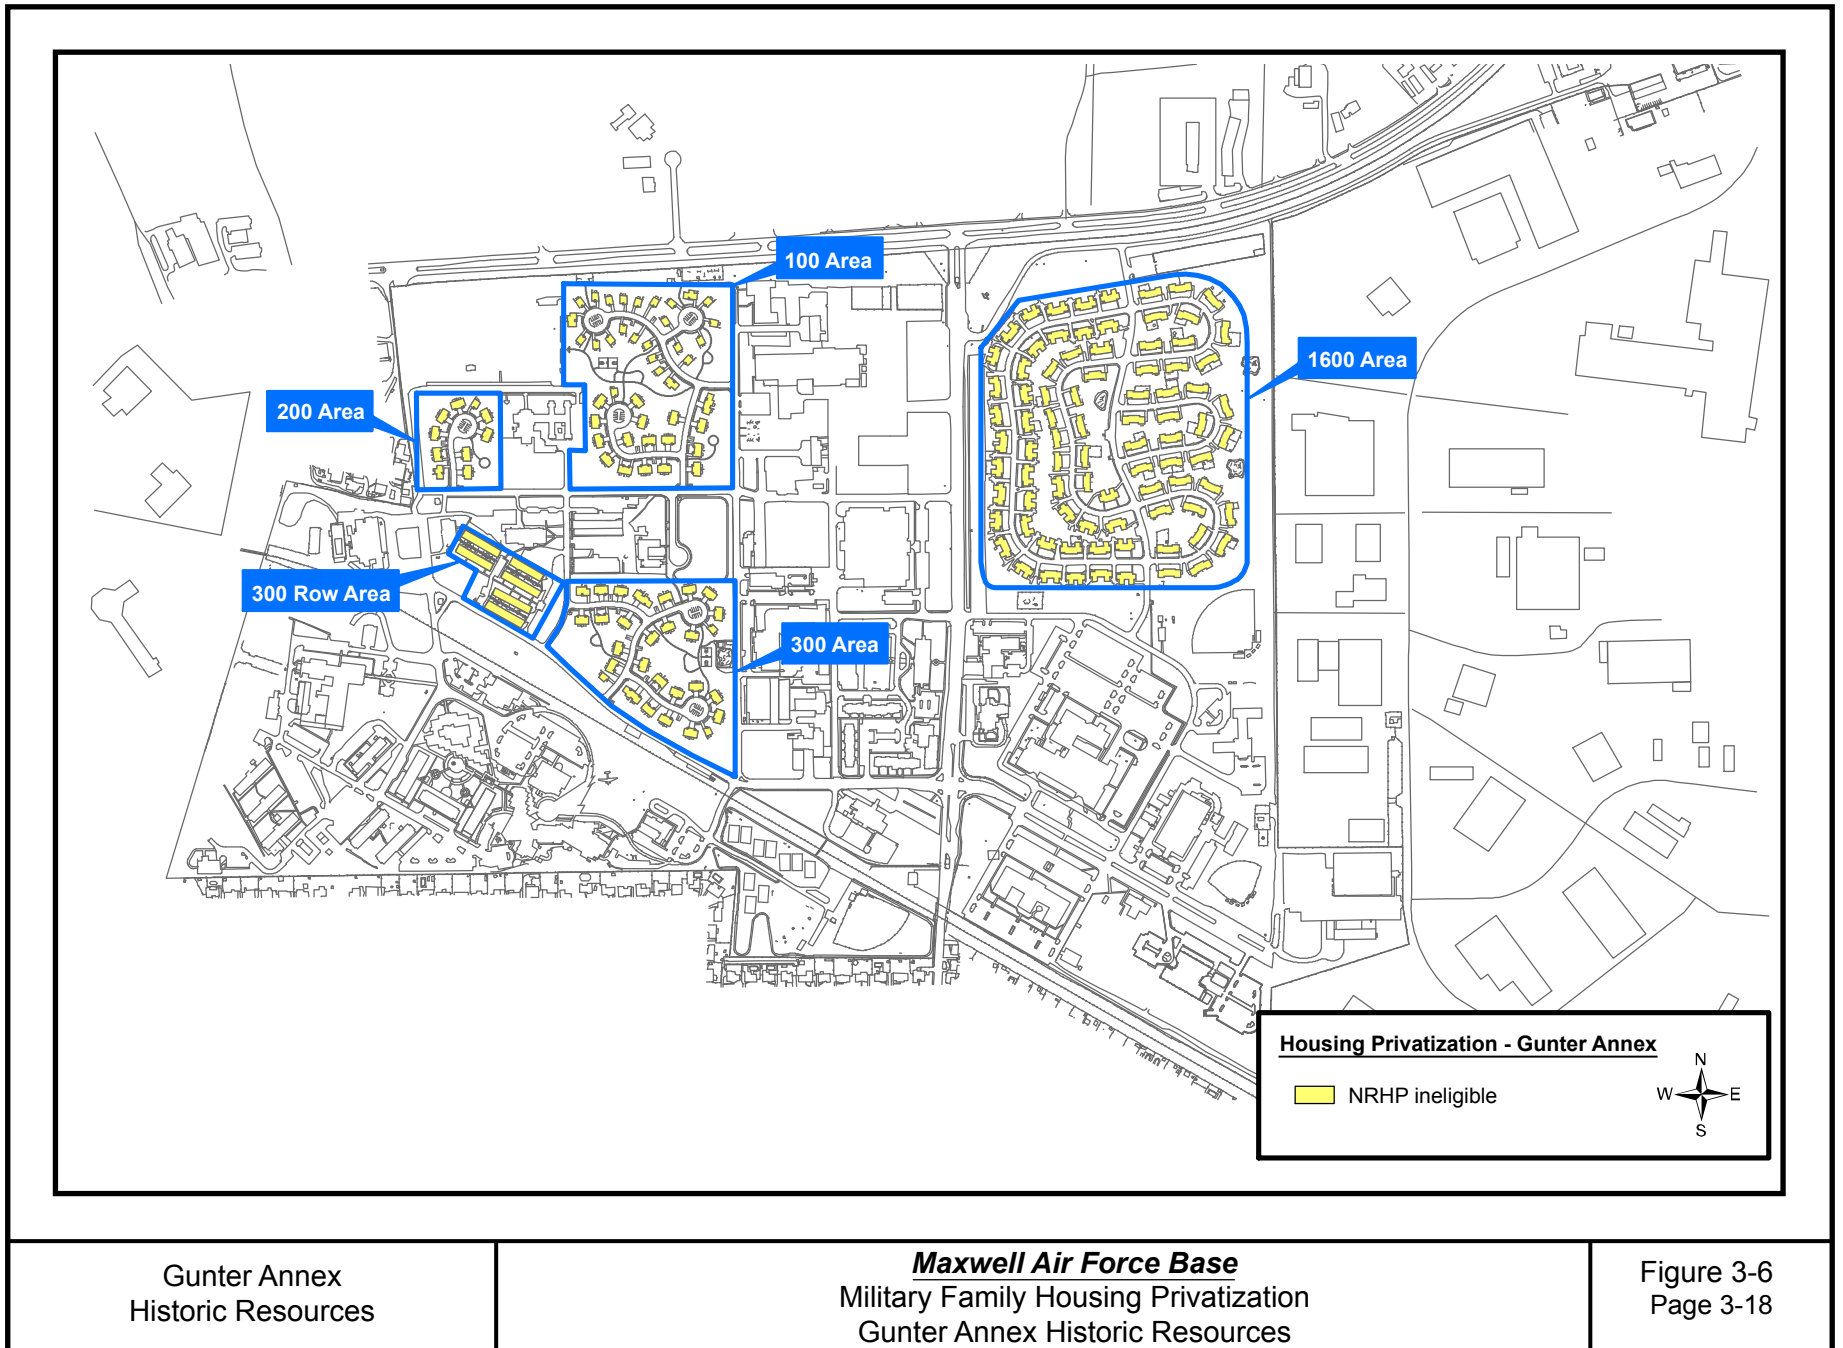 100 Area
1600 Area
200 Area
300 Row Area
300 Area
Housing Privatization - Gunter Annex
NRHP ineligible
N
W E
S
Gunter Annex
Historic Resources
Maxwell Air Force Base
Military Family Housing Privatization
Gunter Annex Historic Resources
Figure 3-6
Page 3-18